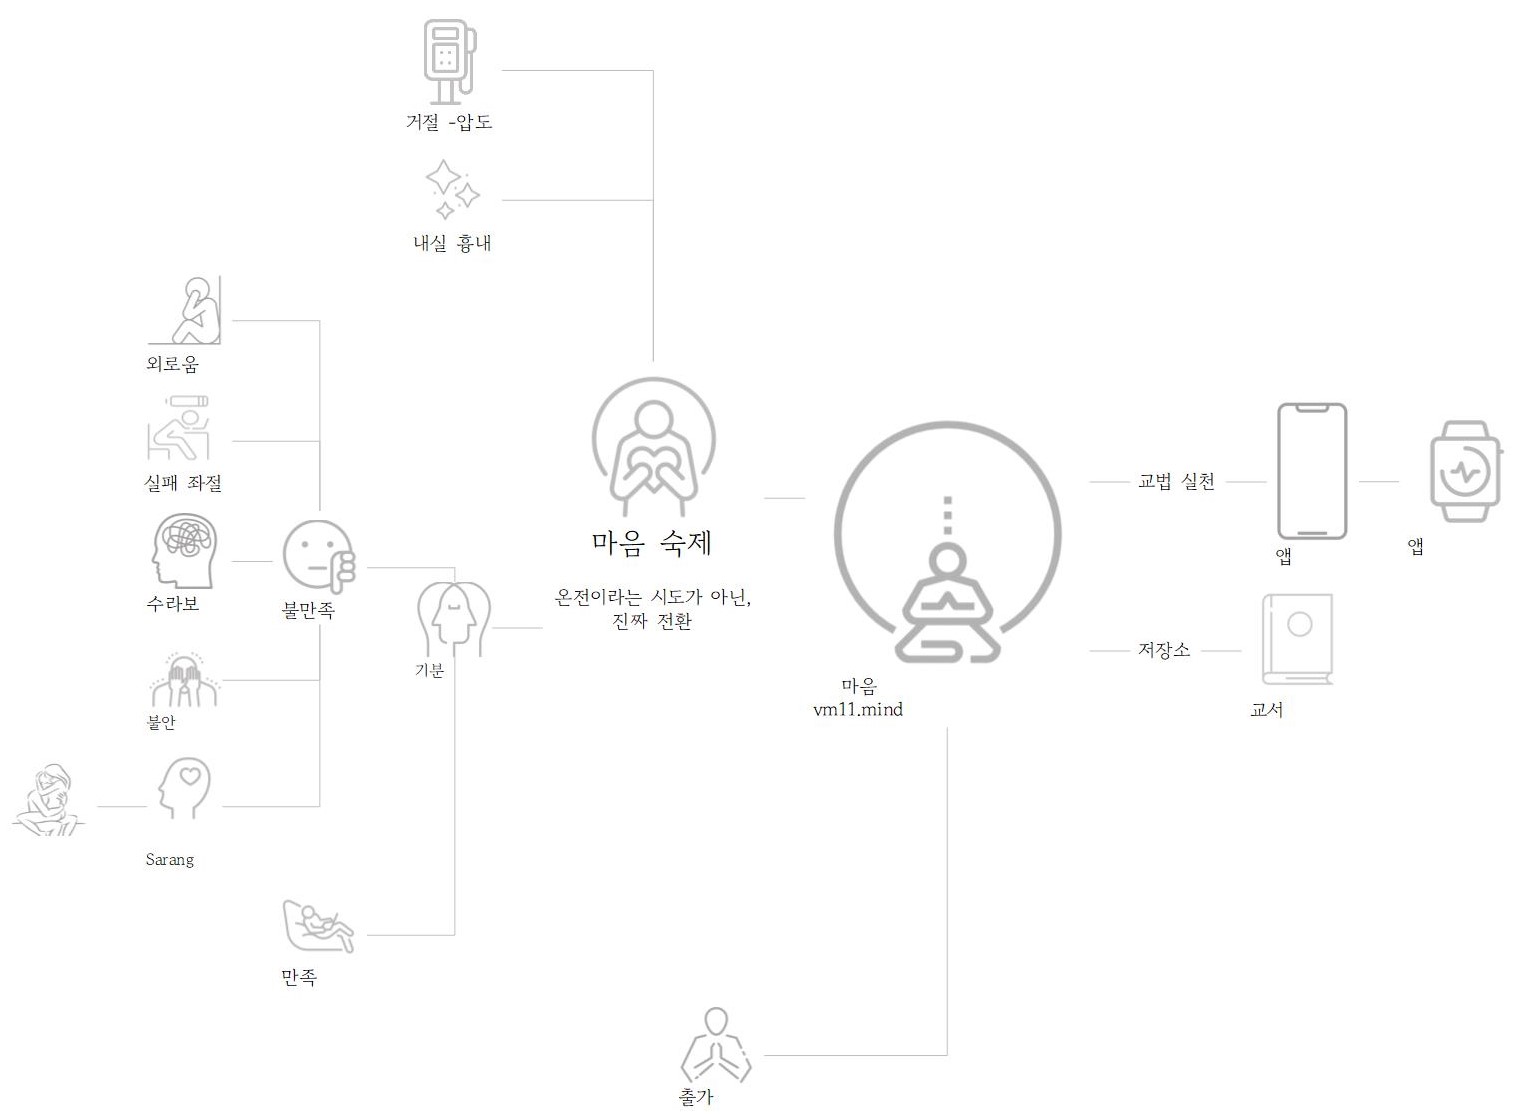 거절 -압도
내실 흉내
외로움
실패 좌절
수라보
불만족
불안
Sarang
만족
기분
마음 숙제
온전이라는 시도가 아닌,
진짜 전환
마음
vm11.mind
교법 실천
앱
앱
저장소
교서
출가